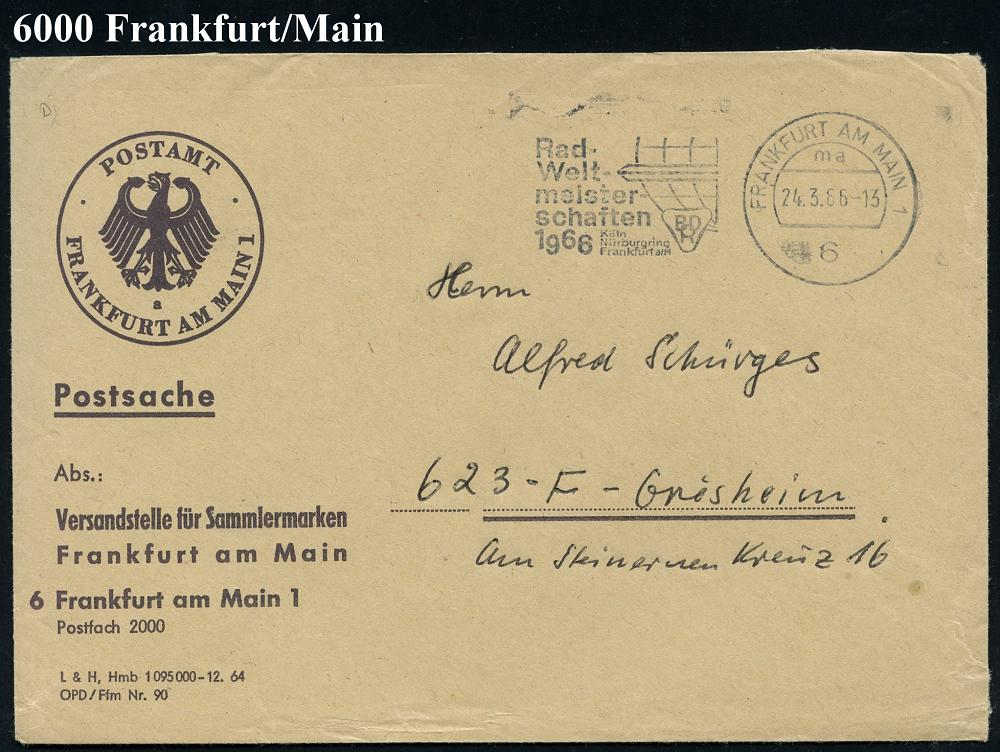 6000 Frankfurt/Main
D
POSTAMT
FRANKFURT AM MAIN 1
a
Rad-
Welt-
meister-
schaften
1966
Köln
Nürburgring
Frankfurt a/M
BD
R
FRANKFURT AM MAIN 1
ma
24.3.66-13
6
Herrn
Alfred Schürges
623-F-Griesheim
Am Steinernen Kreuz 16
Postsache
Abs.:
Versandstelle für Sammlermarken
Frankfurt am Main
6 Frankfurt am Main 1
Postfach 2000
L & H, Hmb 1 095 000-12. 64
OPD/Ffm Nr. 90